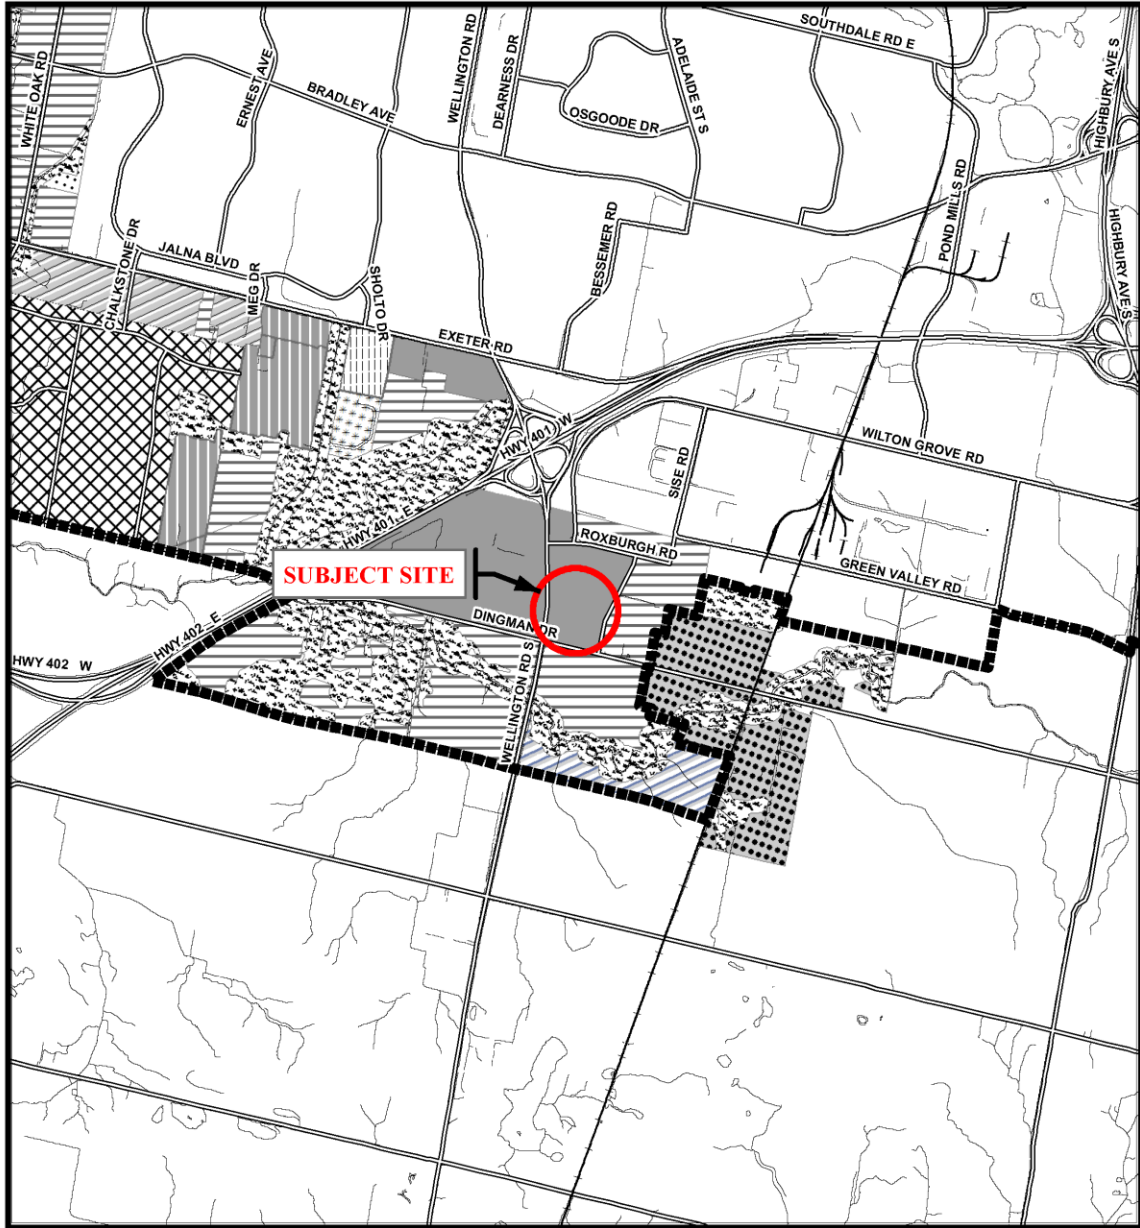 SOUTHDALE RD E
WHITE OAK RD
ERNEST AVE
BRADLEY AVE
WELLINGTON RD
DEARNESS DR
OSGOODE DR
ADELAIDE ST S
HIGHBURY AVE S
POND MILLS RD
HIGHBURY AVE S
CHALKSTONE DR
JALNA BLVD
MEG DR
SHOLTO DR
BESSEMER RD
EXETER RD
HWY 401 W
WILTON GROVE RD
SISE RD
HWY 401 E
ROXBURGH RD
GREEN VALLEY RD
SUBJECT SITE
DINGMAN DR
HWY 402 E
HWY 402 W
WELLINGTON RD S